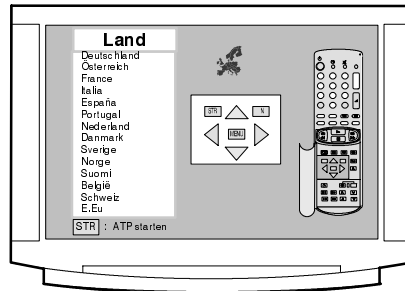 Land
Deutschland
Österreich
France
Italia
España
Portugal
Nederland
Danmark
Sverige
Norge
Suomi
België
Schweiz
E.Eu
STR : ATP starten
STR
N
MENU